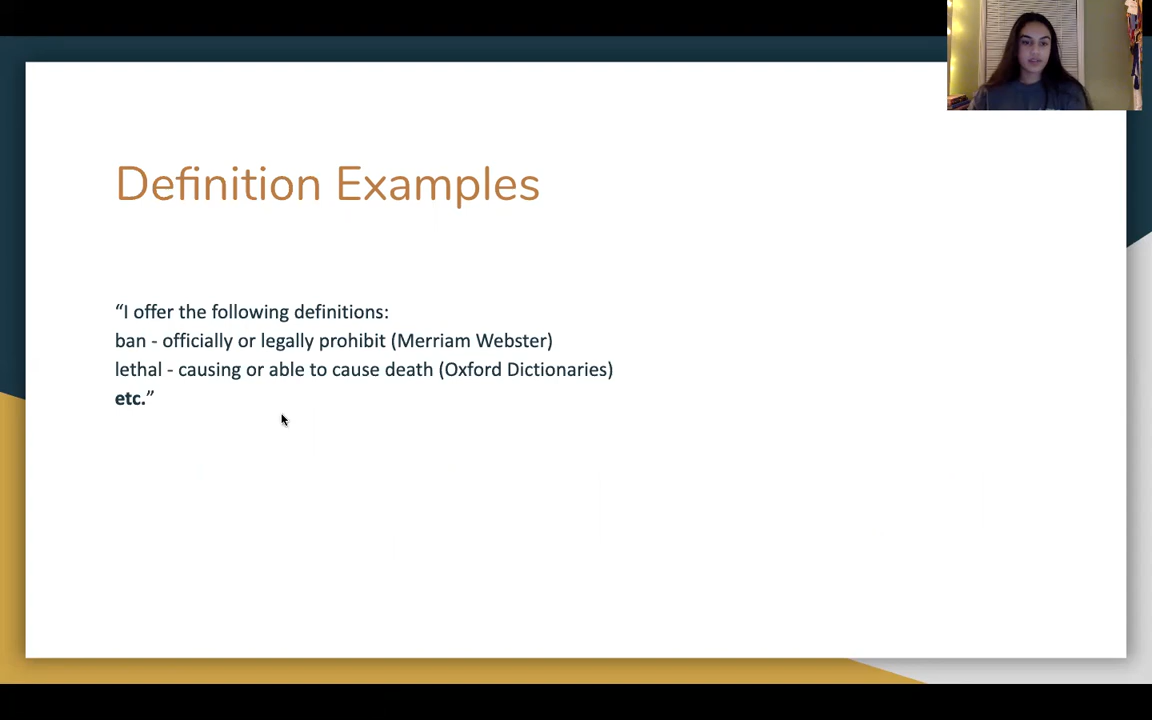 Definition Examples
“I offer the following definitions:
ban - officially or legally prohibit (Merriam Webster)
lethal - causing or able to cause death (Oxford Dictionaries)
etc.”